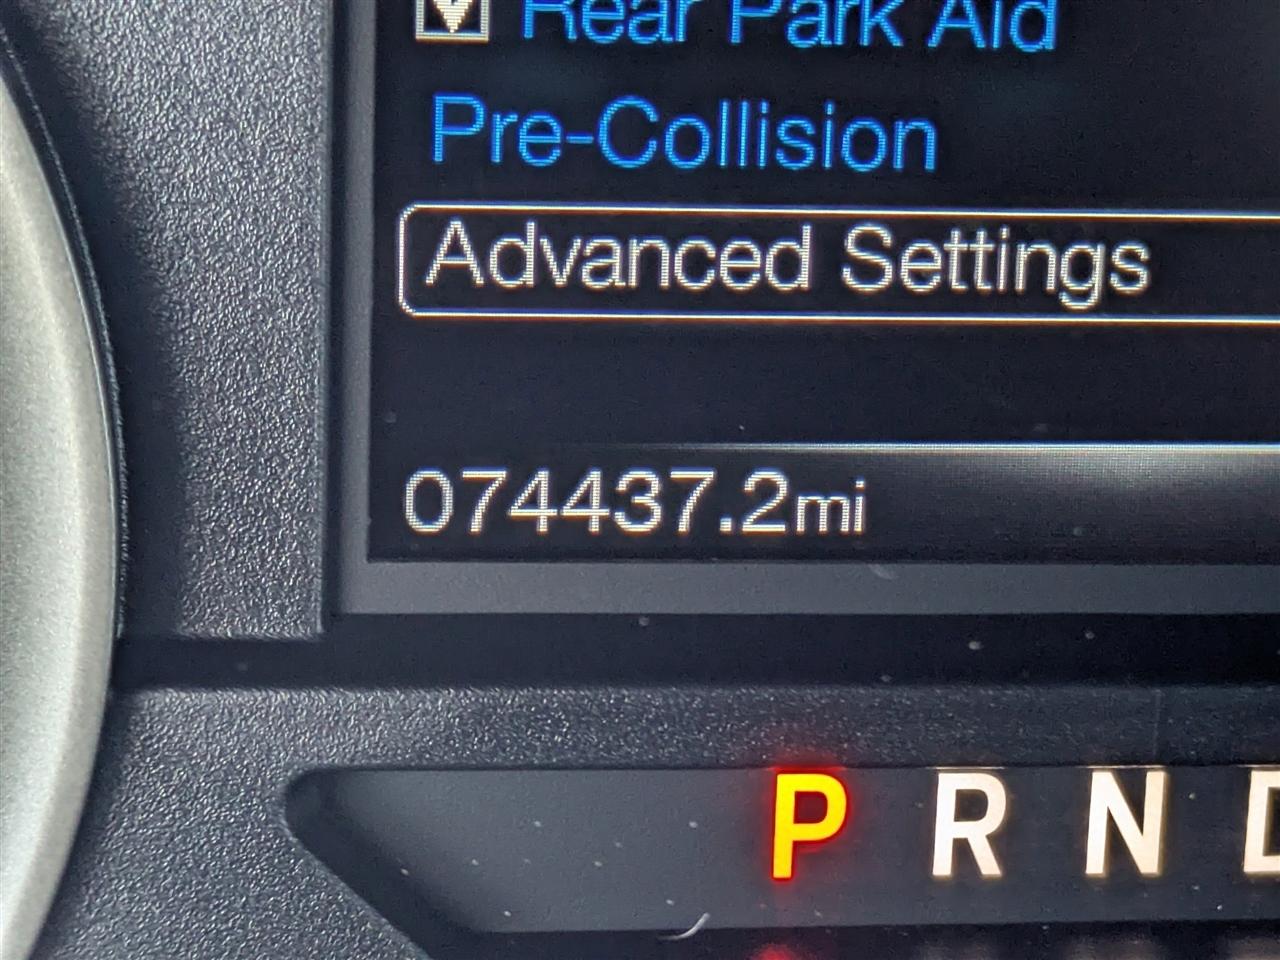 Rear Park Aid
Pre-Collision
Advanced Settings
074437.2mi
P R N D